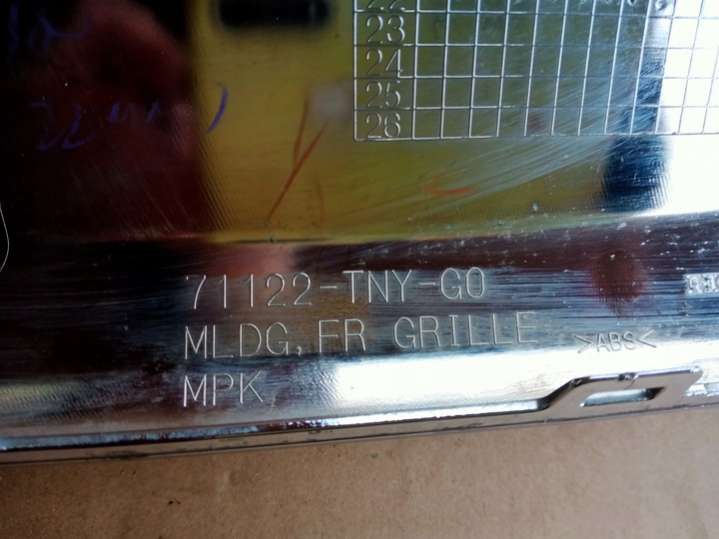 22
23
24
25
26
71122-TNY-G0
MLDG,FR GRILLE
>ABS<
MPK